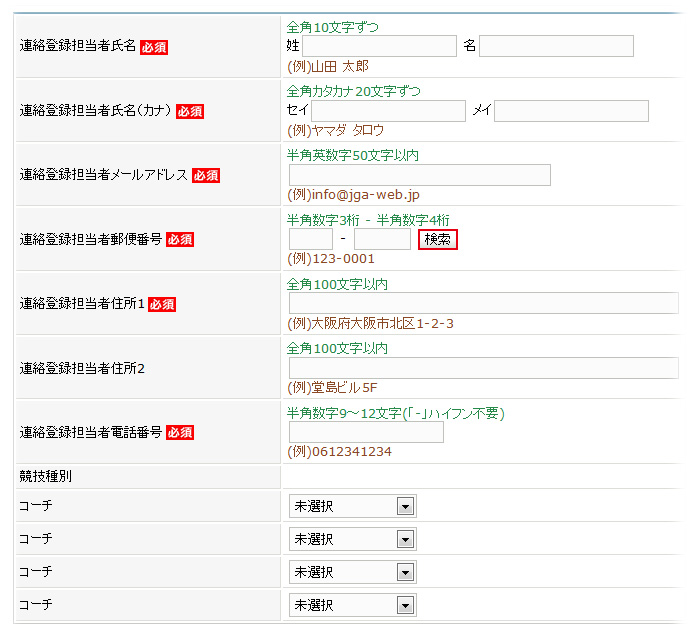 全角10文字ずつ
連絡登録担当者氏名 必須 姓 名
(例)山田 太郎
全角カタカナ20文字ずつ
連絡登録担当者氏名(カナ) 必須 セイ メイ
(例)ヤマダ タロウ
半角英数字50文字以内
連絡登録担当者メールアドレス 必須
(例)info@jga-web.jp
半角数字3桁 - 半角数字4桁
連絡登録担当者郵便番号 必須 - 検索
(例)123-0001
全角100文字以内
連絡登録担当者住所1 必須
(例)大阪府大阪市北区1-2-3
全角100文字以内
連絡登録担当者住所2
(例)堂島ビル5F
半角数字9～12文字(「-」ハイフン不要)
連絡登録担当者電話番号 必須
(例)0612341234
競技種別
コーチ 未選択
コーチ 未選択
コーチ 未選択
コーチ 未選択